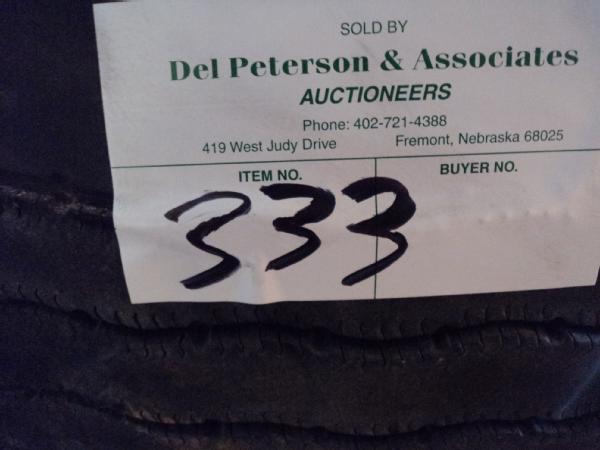 SOLD BY
Del Peterson & Associates
AUCTIONEERS
Phone: 402-721-4388
419 West Judy Drive Fremont, Nebraska 68025
ITEM NO. BUYER NO.
333